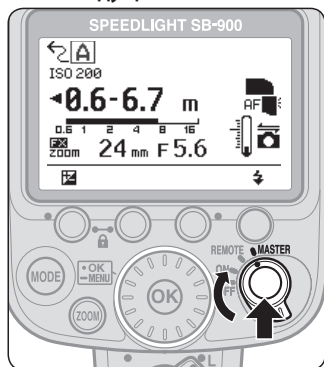 SPEEDLIGHT SB-900
A
ISO 200
0.6-6.7 m
AF
0.6 1 2 4 8 16
FX
zoom 24 mm F 5.6
REMOTE MASTER
ON
OFF
MODE
OK
MENU
OK
ZOOM
L